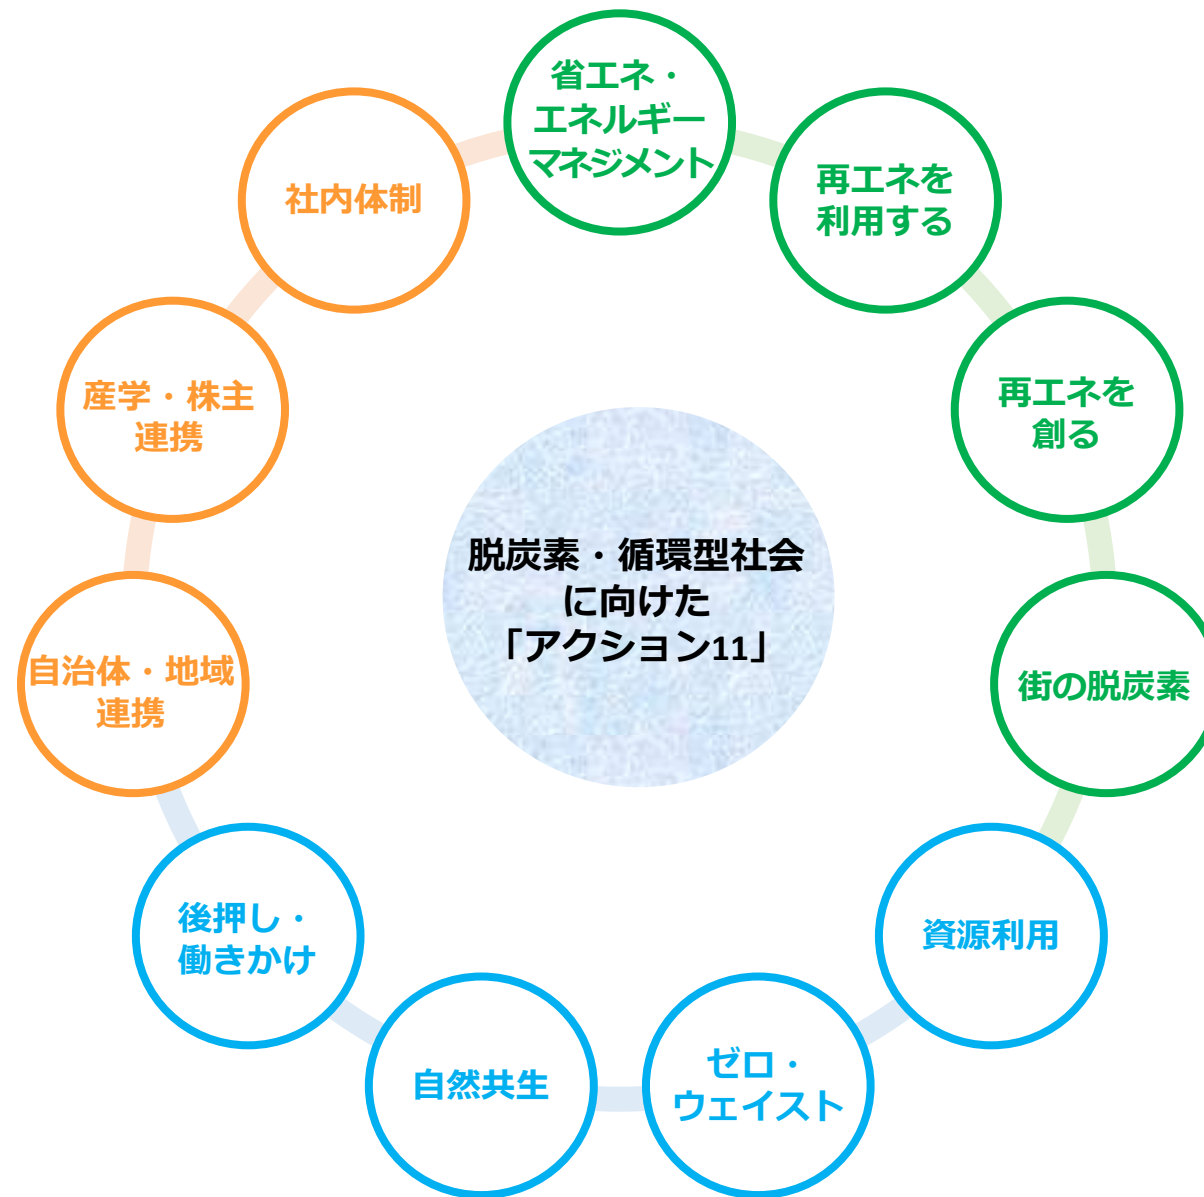 省エネ・
エネルギー
マネジメント
再エネを
利用する
再エネを
創る
街の脱炭素
資源利用
ゼロ・
ウェイスト
自然共生
後押し・
働きかけ
自治体・地域
連携
産学・株主
連携
社内体制
脱炭素・循環型社会
に向けた
「アクション11」